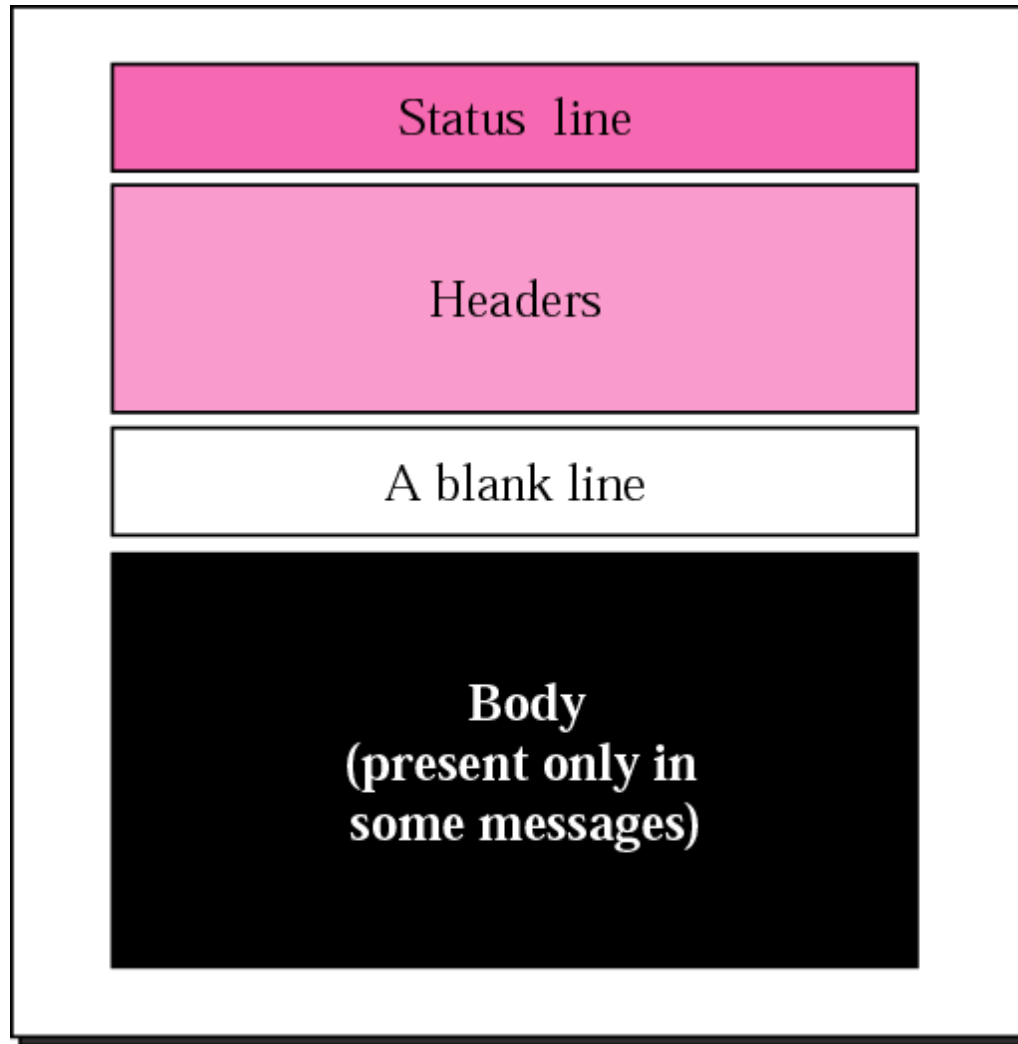 Status line
Headers
A blank line
Body
(present only in
some messages)